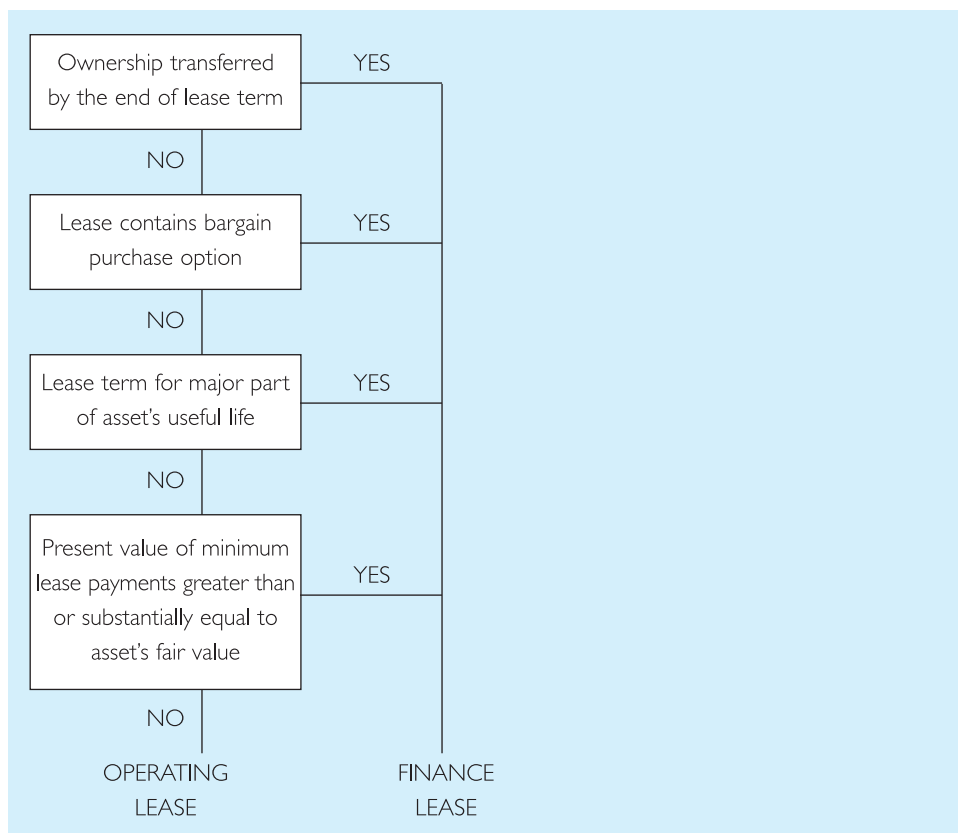 Ownership transferred
by the end of lease term
YES
NO
Lease contains bargain
purchase option
YES
NO
Lease term for major part
of asset's useful life
YES
NO
Present value of minimum
lease payments greater than
or substantially equal to
asset's fair value
YES
NO
OPERATING
LEASE
FINANCE
LEASE